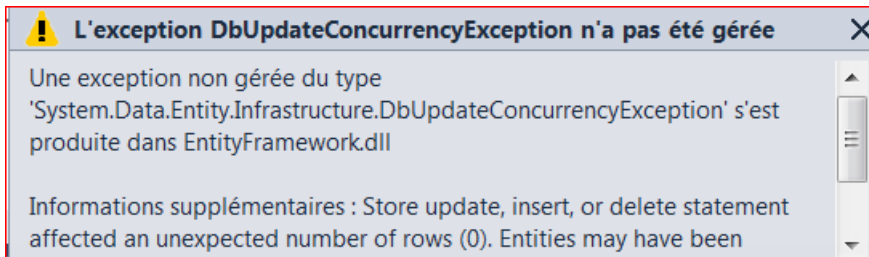 L'exception DbUpdateConcurrencyException n'a pas été gérée
Une exception non gérée du type
'System.Data.Entity.Infrastructure.DbUpdateConcurrencyException' s'est
produite dans EntityFramework.dll
Informations supplémentaires : Store update, insert, or delete statement
affected an unexpected number of rows (0). Entities may have been